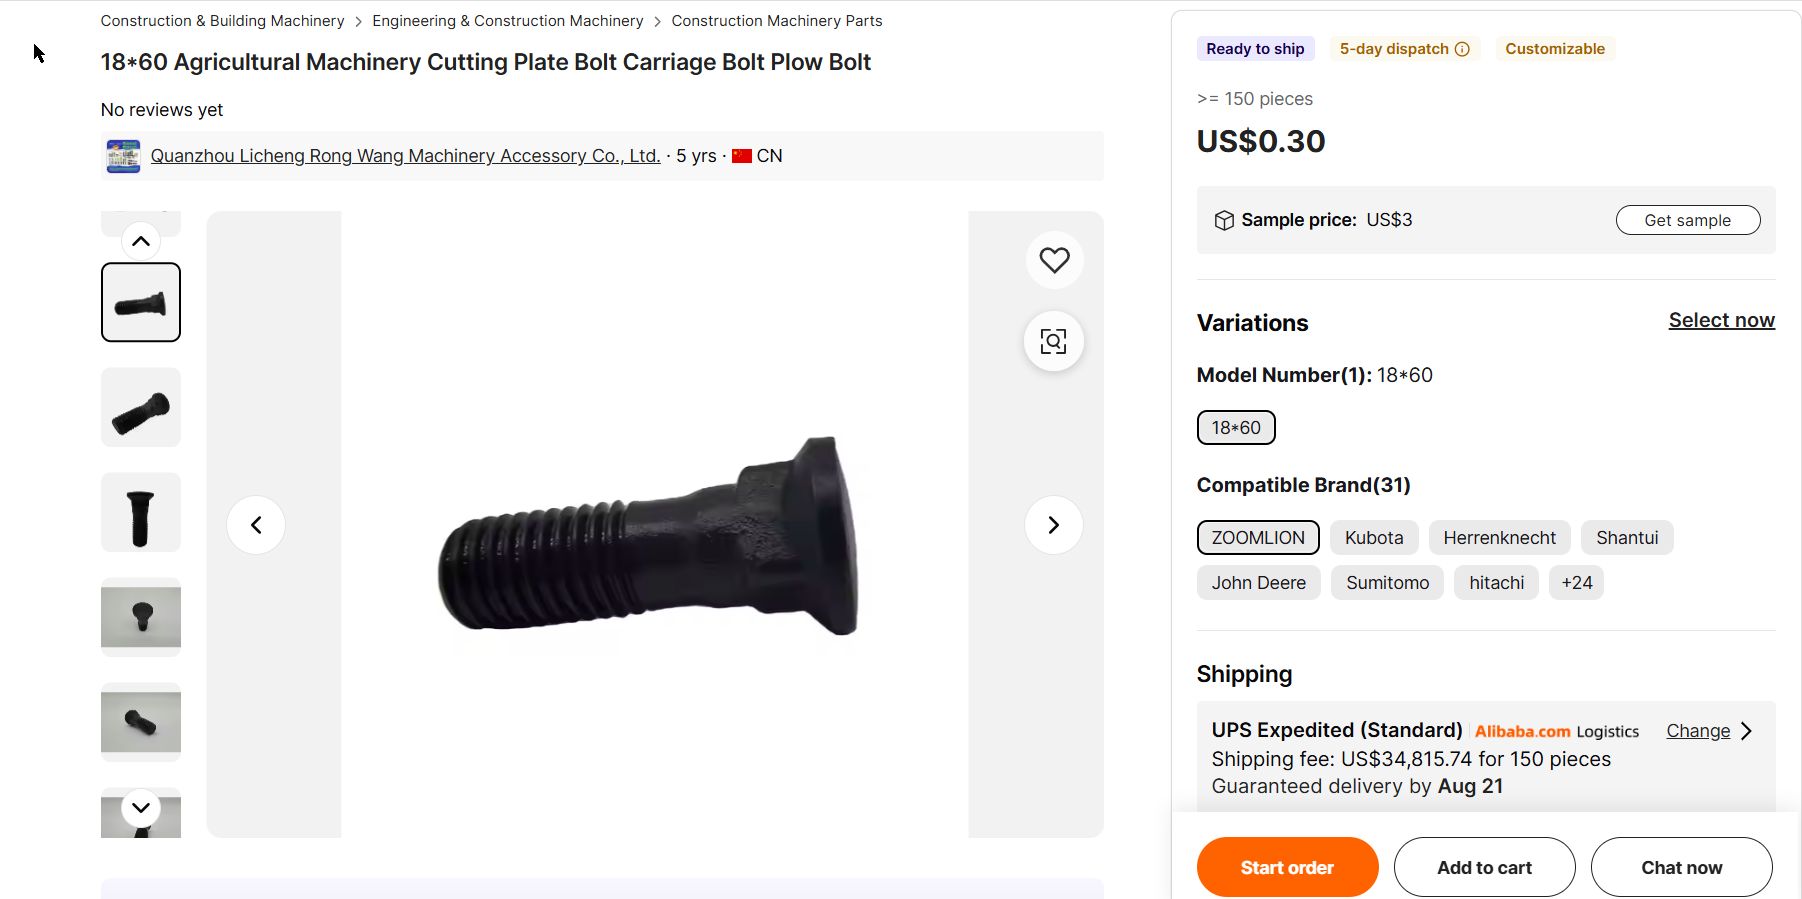 Construction & Building Machinery > Engineering & Construction Machinery > Construction Machinery Parts
18*60 Agricultural Machinery Cutting Plate Bolt Carriage Bolt Plow Bolt
No reviews yet
Quanzhou Licheng Rong Wang Machinery Accessory Co., Ltd. · 5 yrs · CN
Ready to ship
5-day dispatch
Customizable
>= 150 pieces
US$0.30
Sample price: US$3
Get sample
Variations
Select now
Model Number(1): 18*60
18*60
Compatible Brand(31)
ZOOMLION Kubota Herrenknecht Shantui
John Deere Sumitomo hitachi +24
Shipping
UPS Expedited (Standard) Alibaba.com Logistics Change
Shipping fee: US$34,815.74 for 150 pieces
Guaranteed delivery by Aug 21
Start order
Add to cart
Chat now